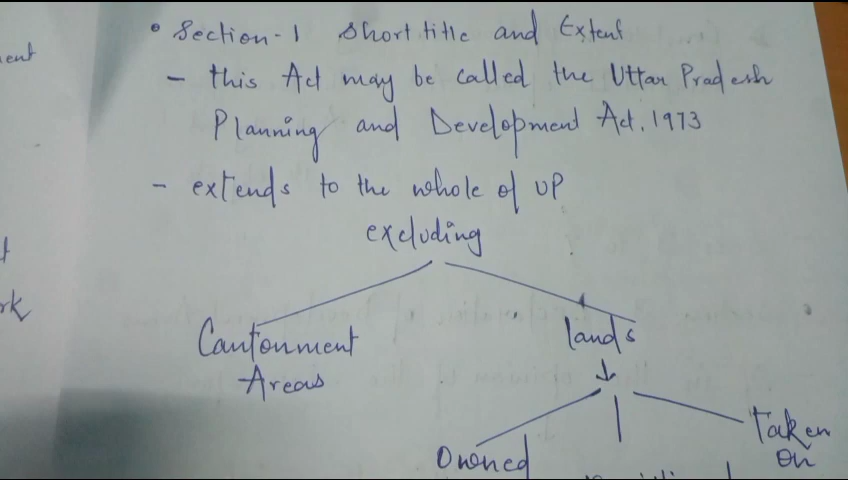 ent
• Section-1 Short title and Extent
- this Act may be called the Uttar Pradesh
Planning and Development Act, 1973
- extends to the whole of UP
excluding
Cantonment
Areas
lands
↓
Owned
Taken
on